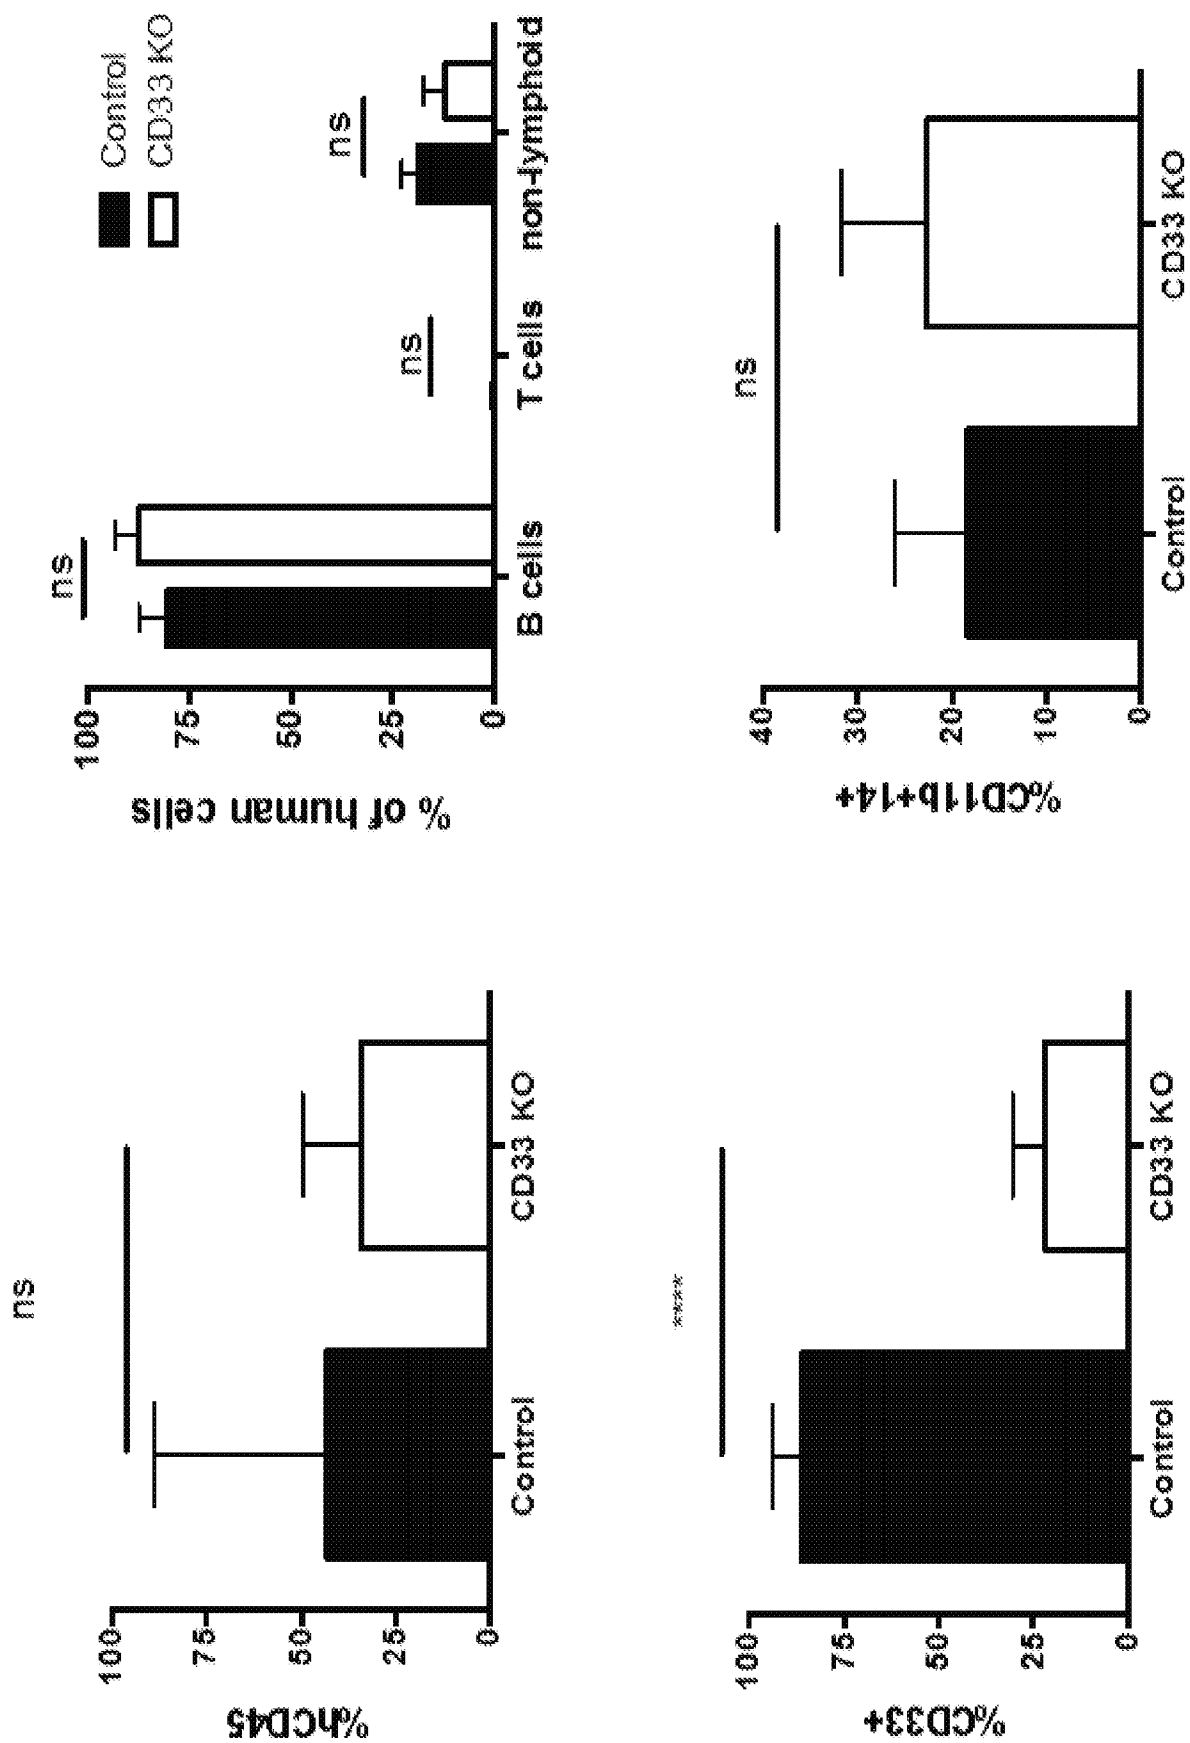 %hCD45
100
75
50
25
0
ns
Control
CD33 KO
% of human cells
100
75
50
25
0
ns
ns
ns
B cells
T cells
non-lymphoid
Control
CD33 KO
%CD33+
100
75
50
25
0
****
Control
CD33 KO
%CD11b+14+
40
30
20
10
0
ns
Control
CD33 KO